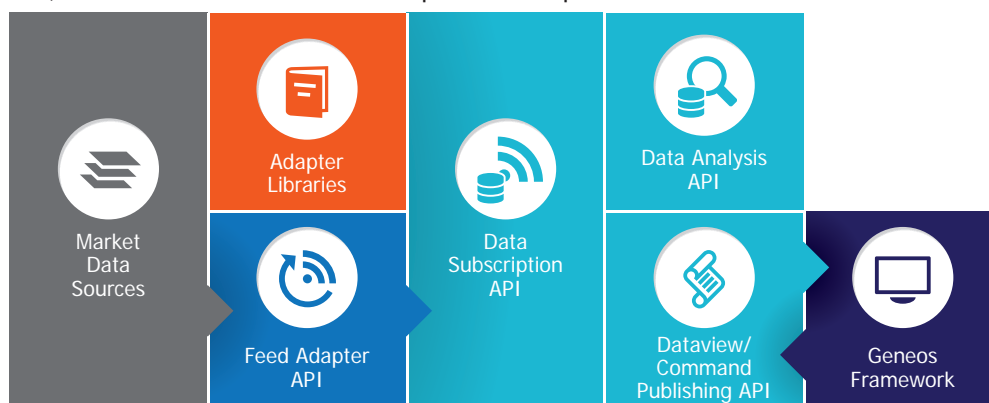 Market
Data
Sources
Adapter
Libraries
Feed Adapter
API
Data
Subscription
API
Data Analysis
API
Dataview/
Command
Publishing API
Geneos
Framework